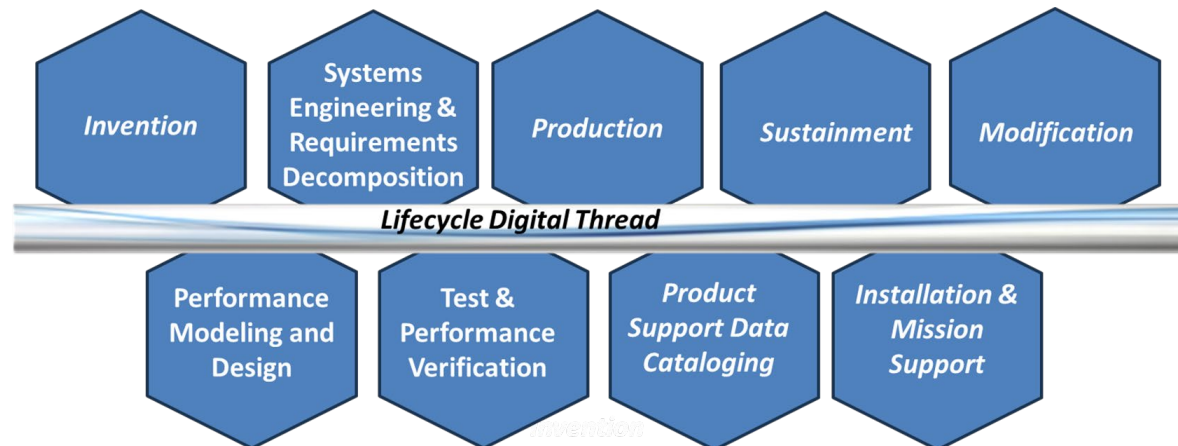 Invention
Systems
Engineering &
Requirements
Decomposition
Production
Sustainment
Modification
Lifecycle Digital Thread
Performance
Modeling and
Design
Test &
Performance
Verification
Product
Support Data
Cataloging
Installation &
Mission
Support
Invention